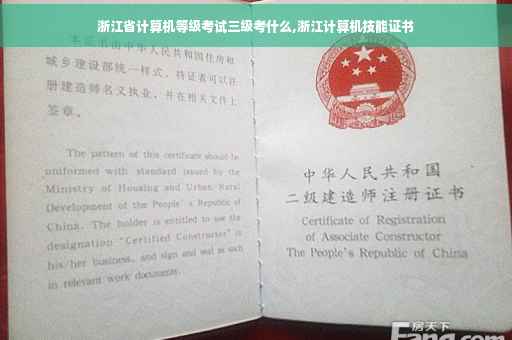 浙江省计算机等级考试三级考什么,浙江计算机技能证书
本证书由中华人民共和国住房和
城乡建设部统一样式，持证者可以注
册建造师名义执业，并在相关文件上
签章。
The pattern of this certificate should be
uniformed with standard issued by the
Ministry of Housing and Urban Rural
Development of the People's Republic of
China. The holder is entitled to use the
designation "Certified Constructor" in
his/her business, and sign and seal as such
in relevant work documents.
中华人民共和国
二级建造师注册证书
Certificate of Registration
of Associate Constructor
The People's Republic of China
房天下
Fang.com